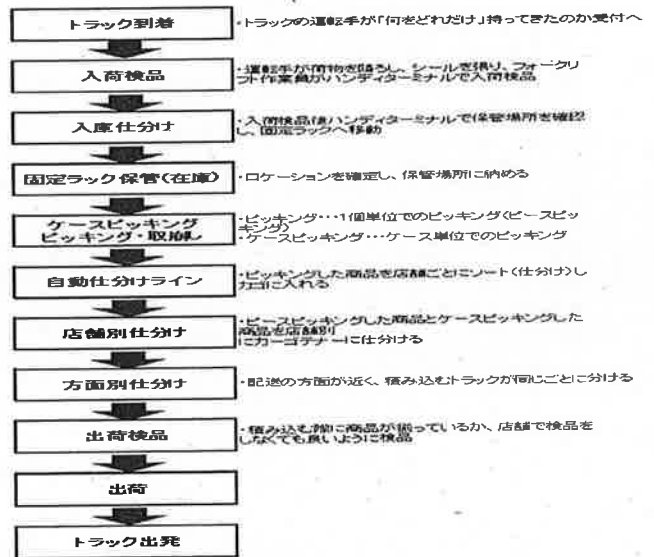 トラック到着
・トラックの運転手が「何をどれだけ」持ってきたのか受付へ
入荷検品
・運転手が荷物を降ろし、シールを張り、フォークリ
フト作業員がハンディターミナルで入荷検品
入庫仕分け
・入荷検品後ハンディターミナルで保管場所を確認
し、固定ラックへ移動
固定ラック保管(在庫)
・ロケーションを確定し、保管場所に納める
ケースピッキング
ピッキング・取崩し
・ピッキング・・・1個単位でのピッキング(ピースピッ
キング)
・ケースピッキング・・・ケース単位でのピッキング
自動仕分けライン
・ピッキングした商品を店舗ごとにソート(仕分け)し
カゴに入れる
店舗別仕分け
・ピースピッキングした商品とケースピッキングした
商品を店舗別
にカーゴテナーに仕分ける
方面別仕分け
・配送の方面が近く、積み込むトラックが同じごとに分ける
出荷検品
・積み込む際に商品が揃っているか、店舗で検品を
しなくても良いように検品
出荷
トラック出発